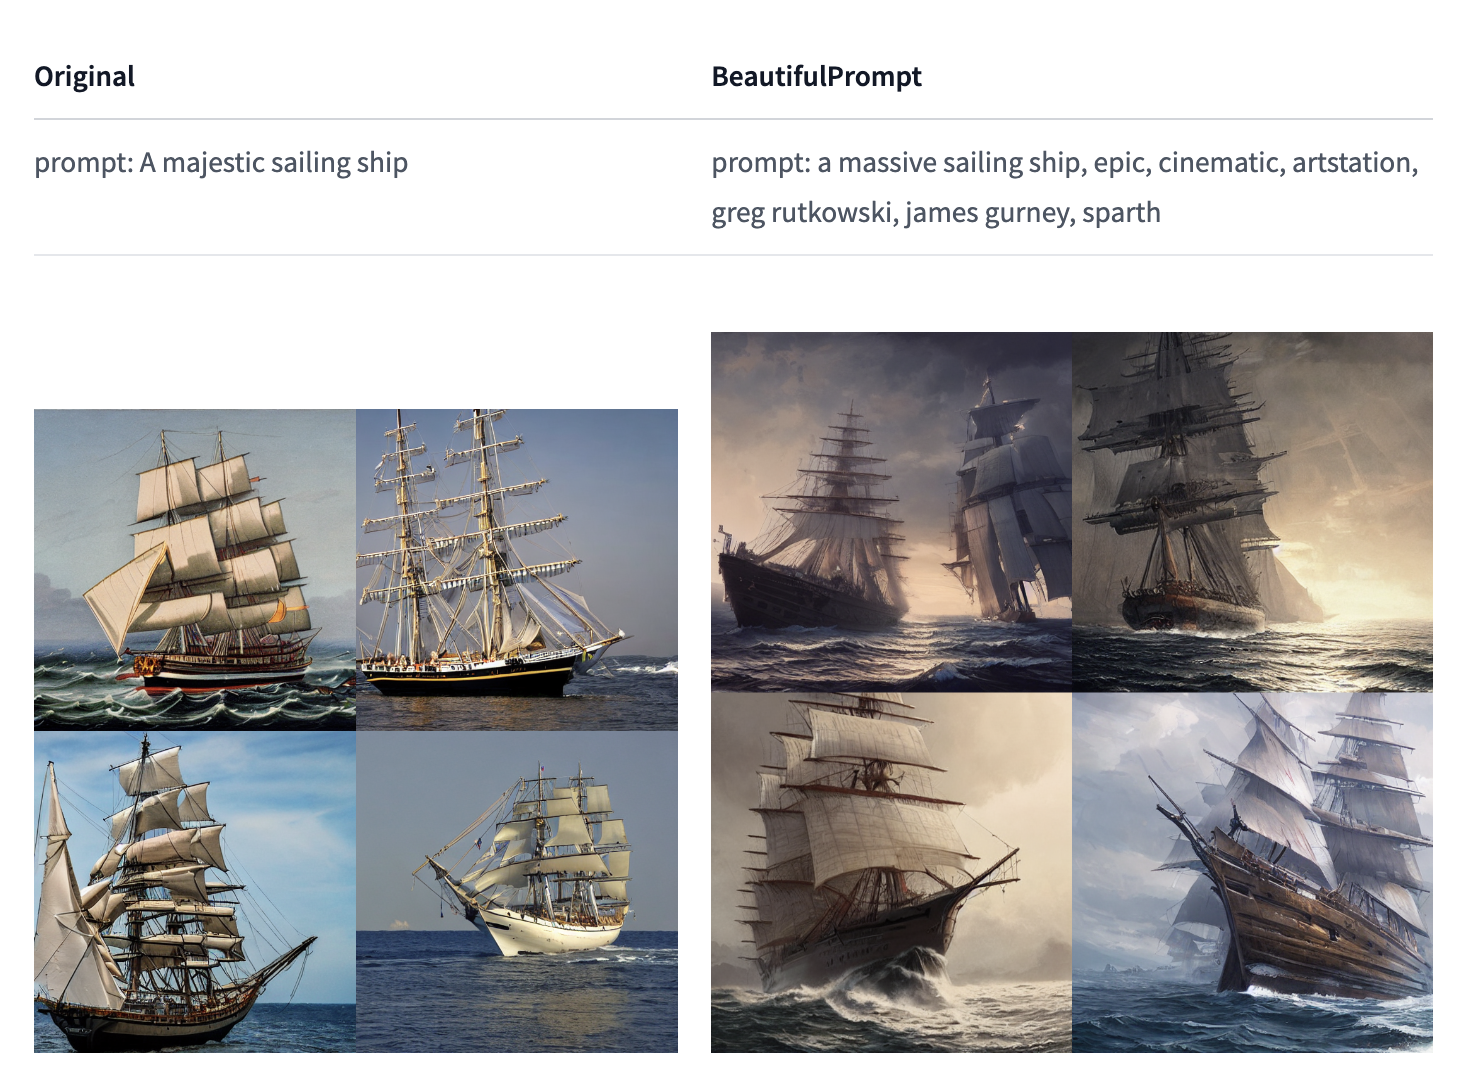 Original
BeautifulPrompt
prompt: A majestic sailing ship
prompt: a massive sailing ship, epic, cinematic, artstation,
greg rutkowski, james gurney, sparth